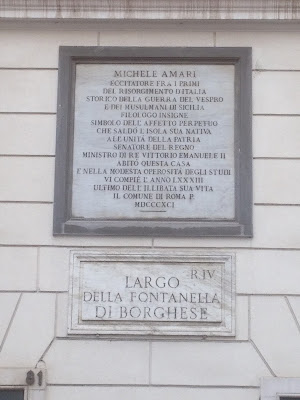 MICHELE AMARI
ECCITATORE FRA I PRIMI
DEL RISORGIMENTO D'ITALIA
STORICO DELLA GUERRA DEL VESPRO
E DEI MUSULMANI DI SICILIA
FILOLOGO INSIGNE
SIMBOLO DELL'AFFETTO PERPETUO
CHE SALDÒ L'ISOLA SUA NATIVA
ALLE UNITÀ DELLA PATRIA
SENATORE DEL REGNO
MINISTRO DI RE VITTORIO EMANUELE II
ABITÒ QUESTA CASA
E NELLA MODESTA OPEROSITÀ DEGLI STUDI
VI COMPIÈ L'ANNO LXXXIII
ULTIMO DELL'ILLIBATA SUA VITA
IL COMUNE DI ROMA P.
MDCCCXCI
R.IV
LARGO
DELLA FONTANELLA
DI BORGHESE
91